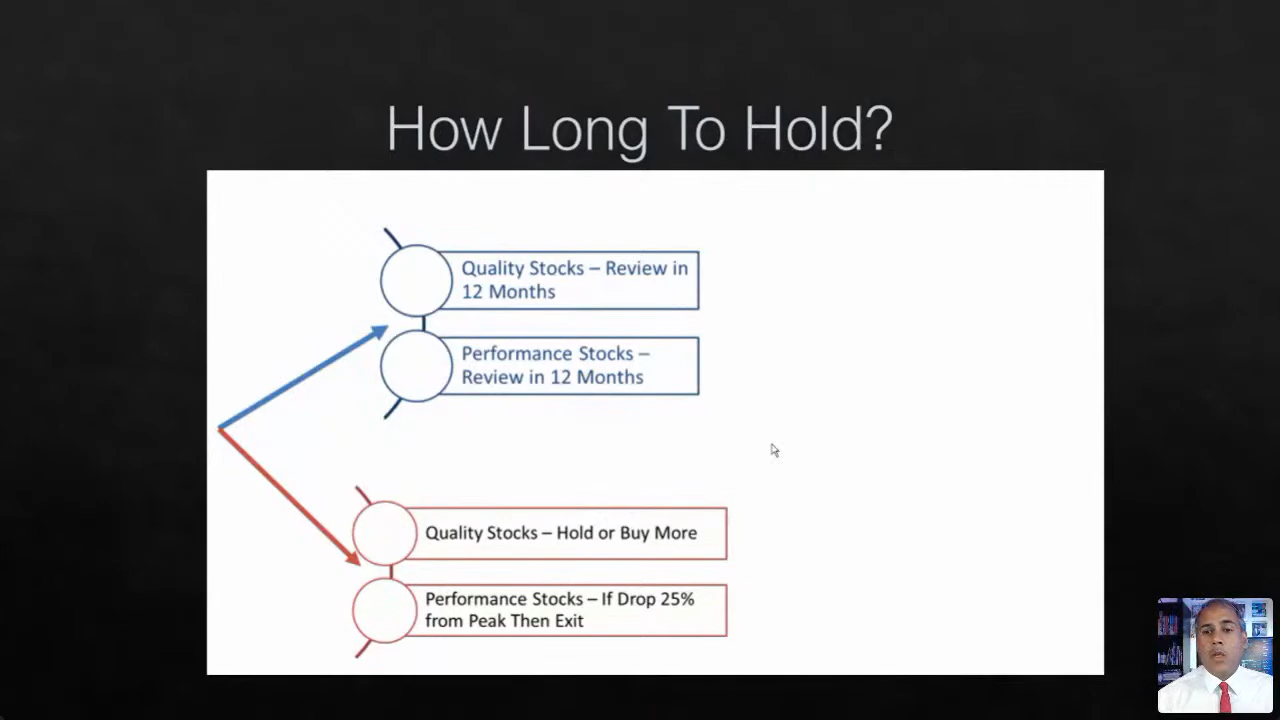 How Long To Hold?
Quality Stocks – Review in
12 Months
Performance Stocks –
Review in 12 Months
Quality Stocks – Hold or Buy More
Performance Stocks – If Drop 25%
from Peak Then Exit